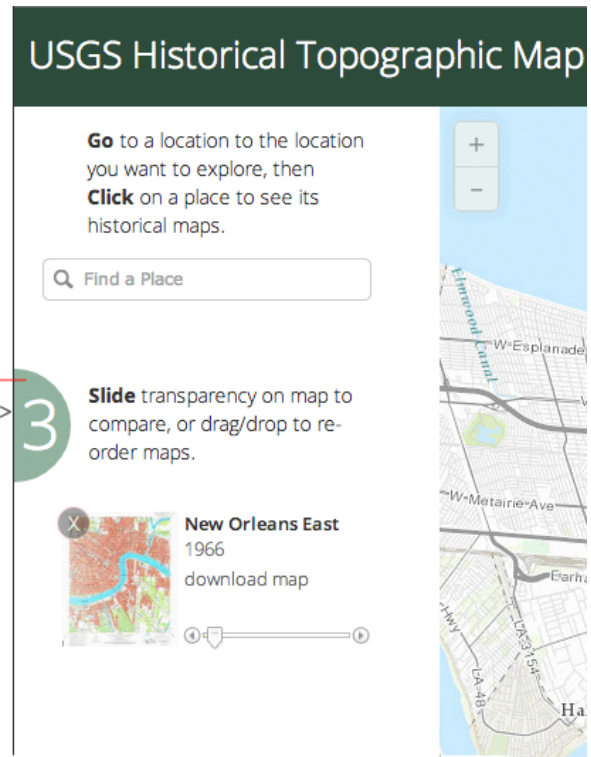 USGS Historical Topographic Map
Go to a location to the location
you want to explore, then
Click on a place to see its
historical maps.
+
−
Find a Place
Elmwood Canal
W-Esplanade
3
>
Slide transparency on map to
compare, or drag/drop to re-
order maps.
W-Metairie-Ave
X
New Orleans East
1966
download map
Earha
Hwy
LA-3154
LA-48
Ha